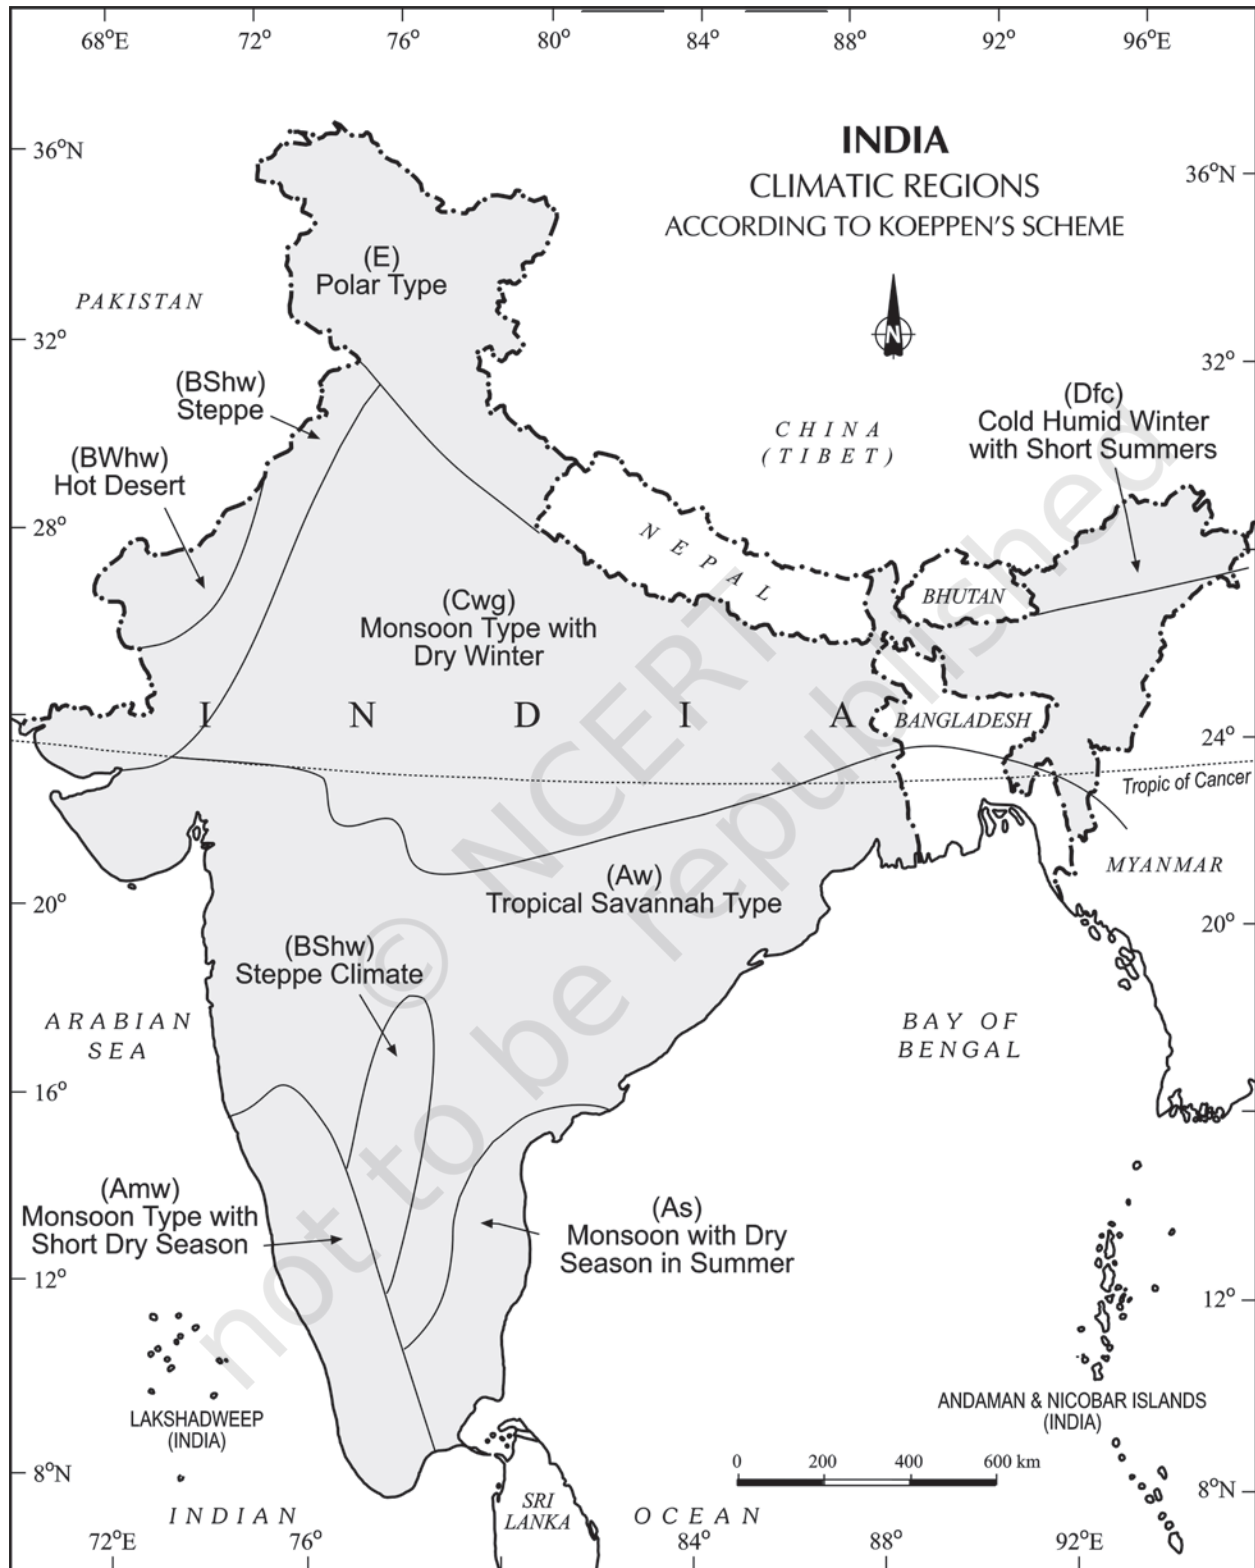 68°E 72° 76° 80° 84° 88° 92° 96°E
INDIA
CLIMATIC REGIONS
ACCORDING TO KOEPPEN'S SCHEME
36°N
36°N
(E)
Polar Type
PAKISTAN
N
32°
32°
(BShw)
Steppe
(Dfc)
Cold Humid Winter
with Short Summers
CHINA
(TIBET)
(BWhw)
Hot Desert
28°
NEPAL
BHUTAN
(Cwg)
Monsoon Type with
Dry Winter
INDIA
BANGLADESH
24°
Tropic of Cancer
MYANMAR
(Aw)
Tropical Savannah Type
20°
20°
(BShw)
Steppe Climate
ARABIAN
SEA
BAY OF
BENGAL
16°
(Amw)
Monsoon Type with
Short Dry Season
(As)
Monsoon with Dry
Season in Summer
12°
12°
LAKSHADWEEP
(INDIA)
ANDAMAN & NICOBAR ISLANDS
(INDIA)
0 200 400 600 km
8°N
8°N
SRI
LANKA
INDIAN OCEAN
72°E 76° 84° 88° 92°E
© NCERT
not to be republished